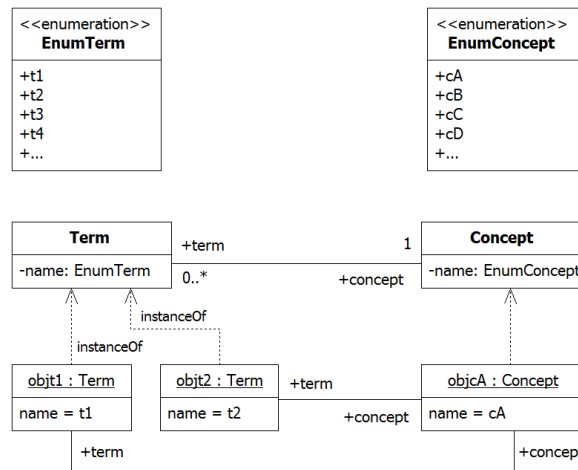 <<enumeration>>
EnumTerm
+t1
+t2
+t3
+t4
+...
<<enumeration>>
EnumConcept
+cA
+cB
+cC
+cD
+...
Term
-name: EnumTerm
+term
0..*
1
+concept
Concept
-name: EnumConcept
instanceOf
instanceOf
objt1 : Term
name = t1
objt2 : Term
name = t2
+term
+concept
objcA : Concept
name = cA
+term
+concept